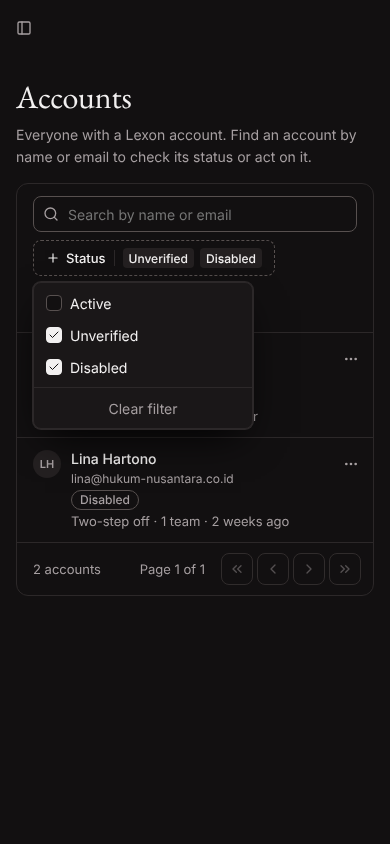 Accounts
Everyone with a Lexon account. Find an account by
name or email to check its status or act on it.
Search by name or email
Status Unverified Disabled
Active
Unverified
Disabled
Clear filter
LH Lina Hartono
lina@hukum-nusantara.co.id
Disabled
Two-step off · 1 team · 2 weeks ago
2 accounts Page 1 of 1